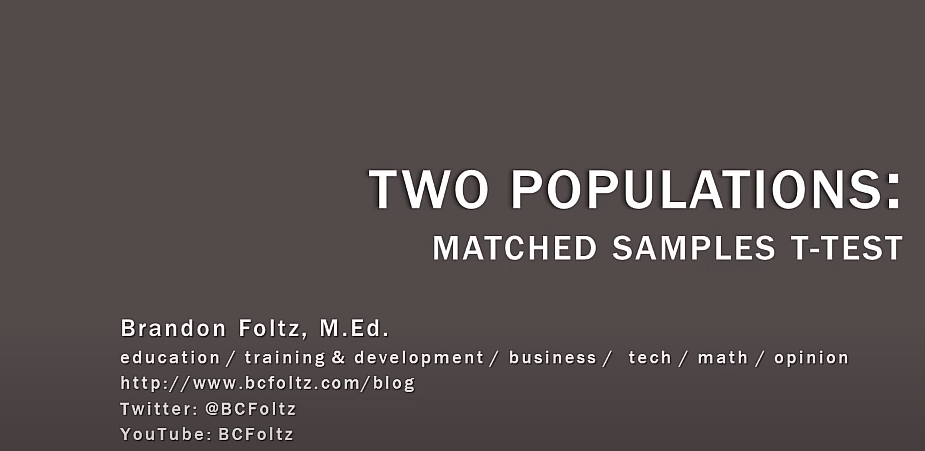 TWO POPULATIONS:
MATCHED SAMPLES T-TEST
Brandon Foltz, M.Ed.
education / training & development / business /  tech / math / opinion
http://www.bcfoltz.com/blog
Twitter: @BCFoltz
YouTube: BCFoltz